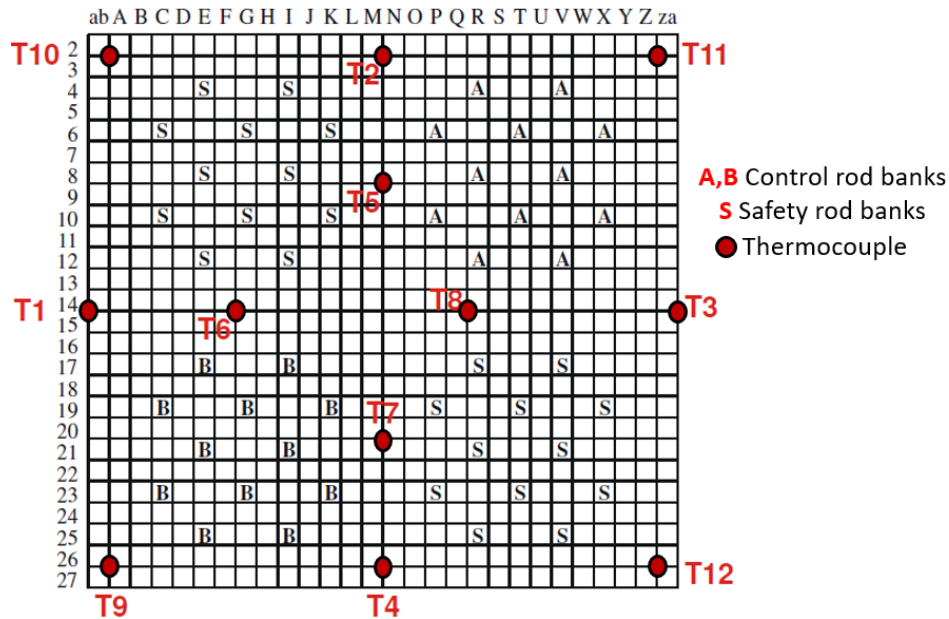 ab A B C D E F G H I J K L M N O P Q R S T U V W X Y Z za
T10 2 T2 T11
3
4 S S A A
5
6 S S S A A A
7
8 S S A A
9 T5
10 S S S A A A
11
12 S S A A
13
T1 14 T8 T3
15 T6
16
17 B B S S
18
19 B B B S S S
20 T7
21 B B S S
22
23 B B B S S S
24
25 B B S S
26 T12
27
T9 T4
A,B Control rod banks
S Safety rod banks
Thermocouple